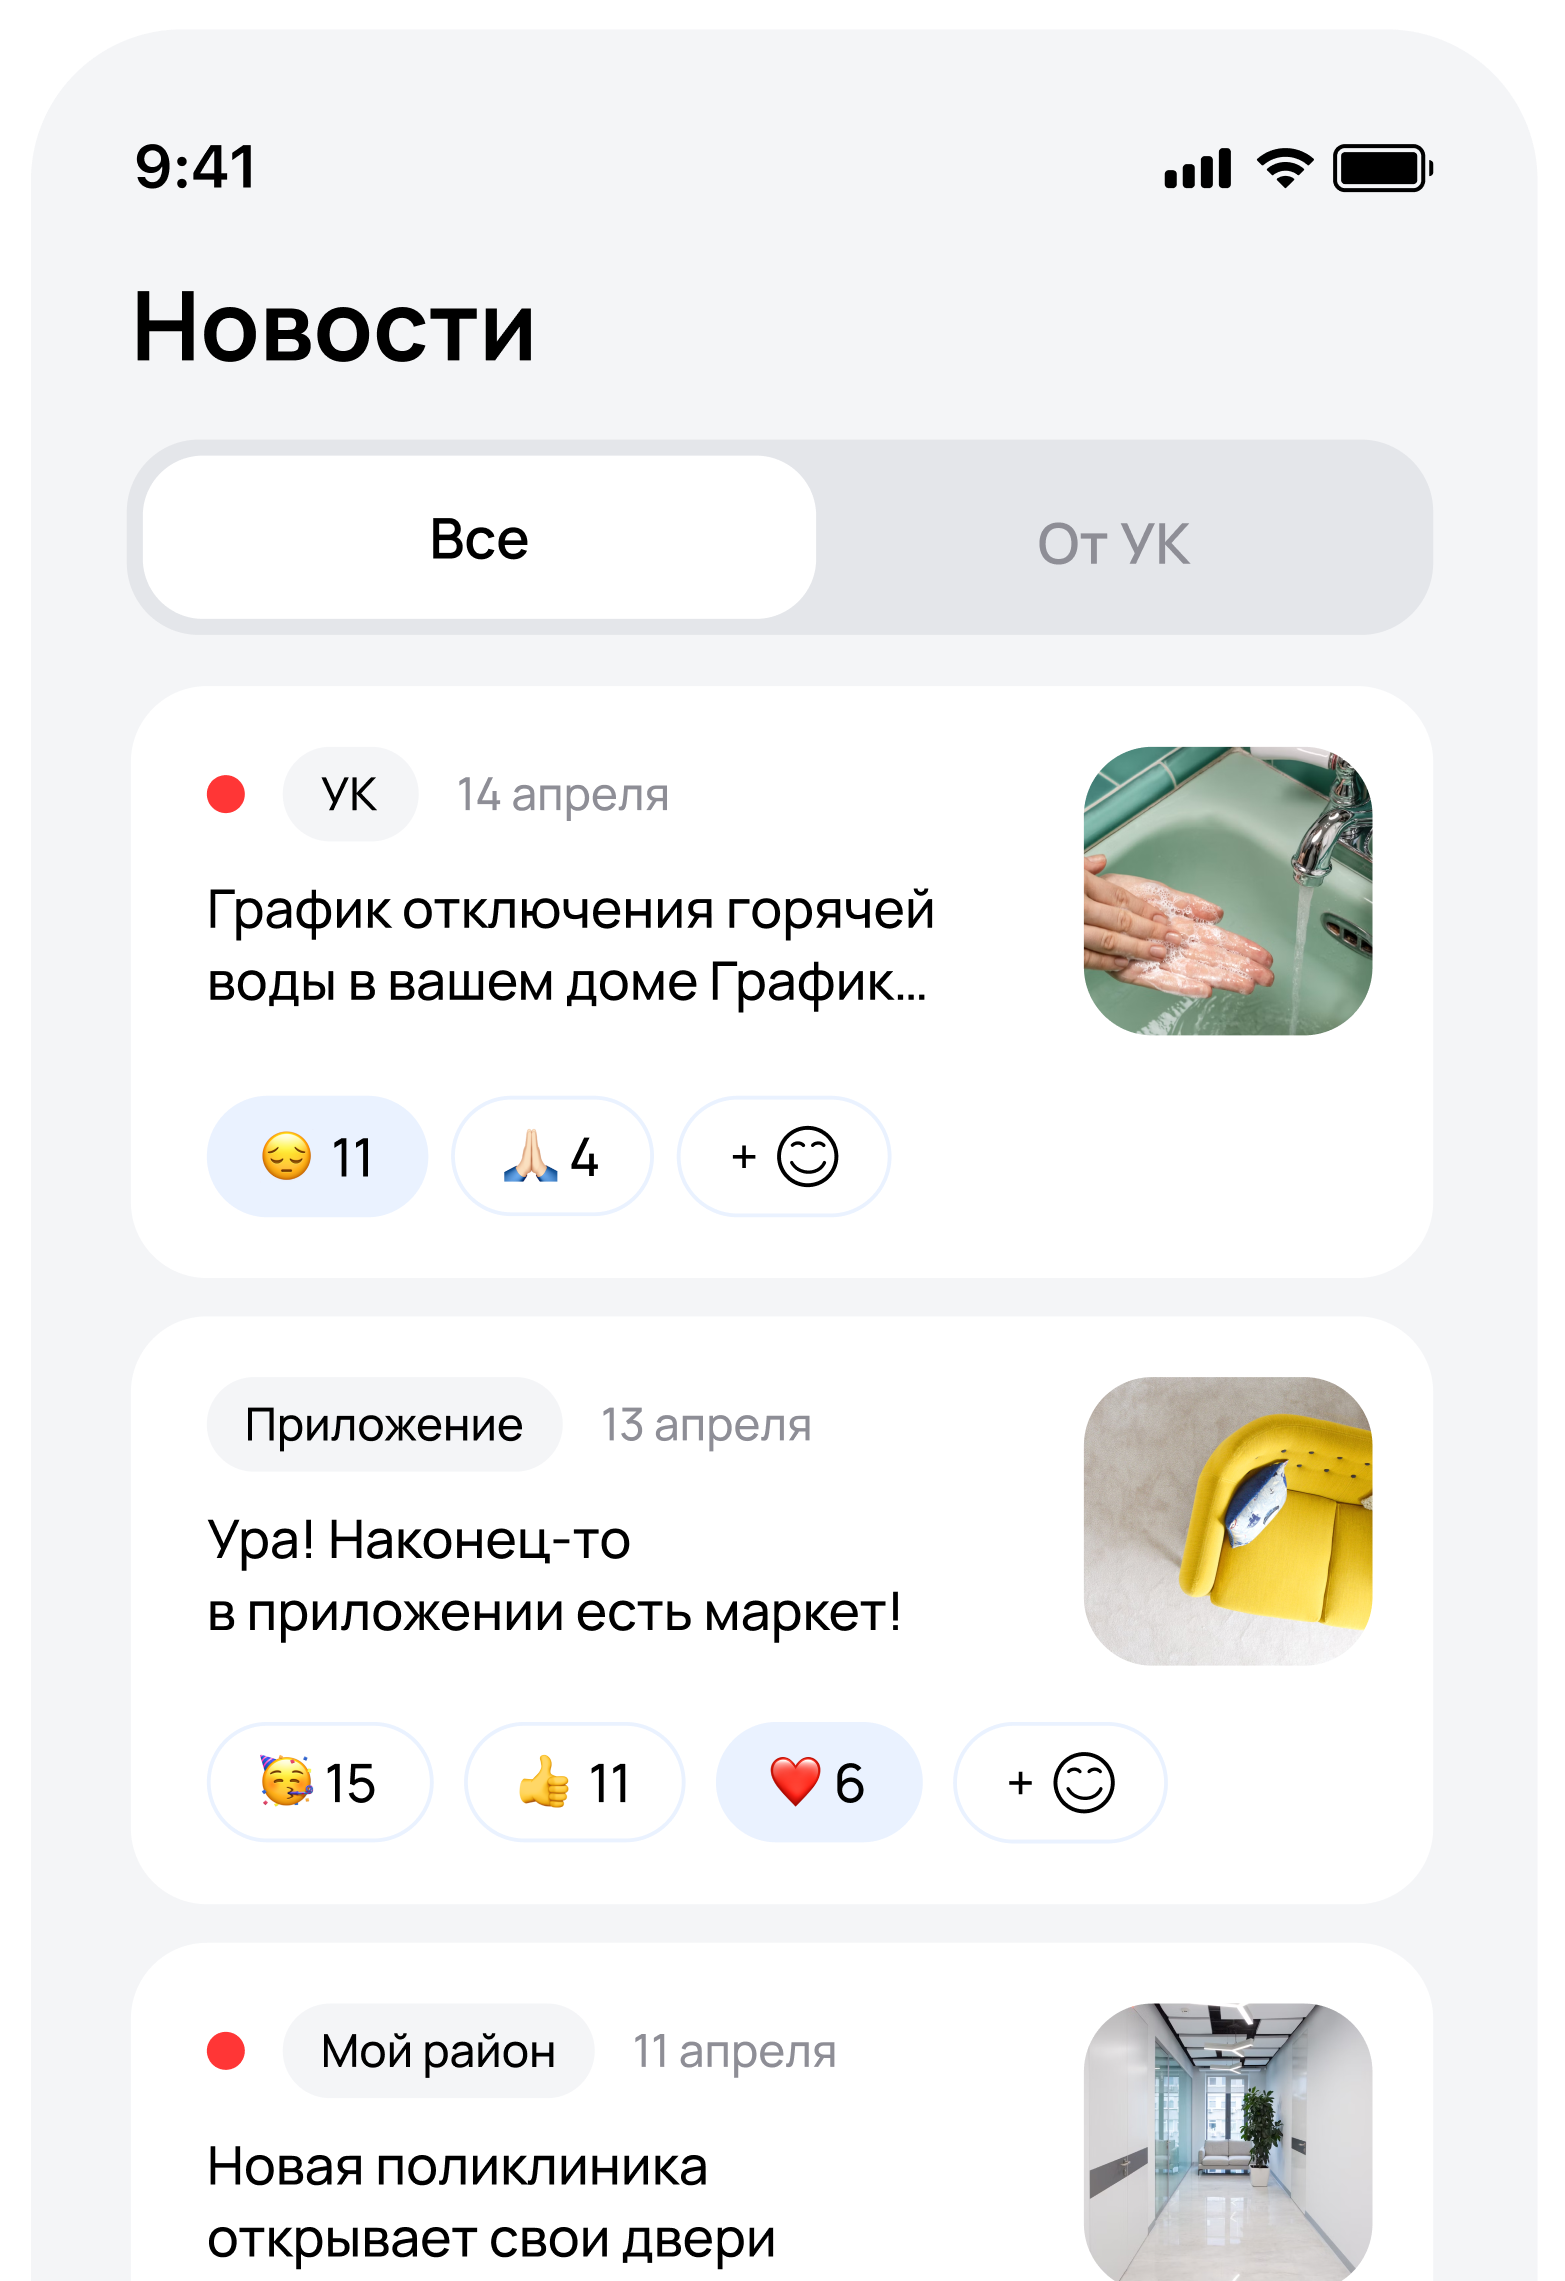 9:41
Новости
Все
От УК
УК
14 апреля
График отключения горячей
воды в вашем доме График...
11
4
+
Приложение
13 апреля
Ура! Наконец-то
в приложении есть маркет!
15
11
6
+
Мой район
11 апреля
Новая поликлиника
открывает свои двери